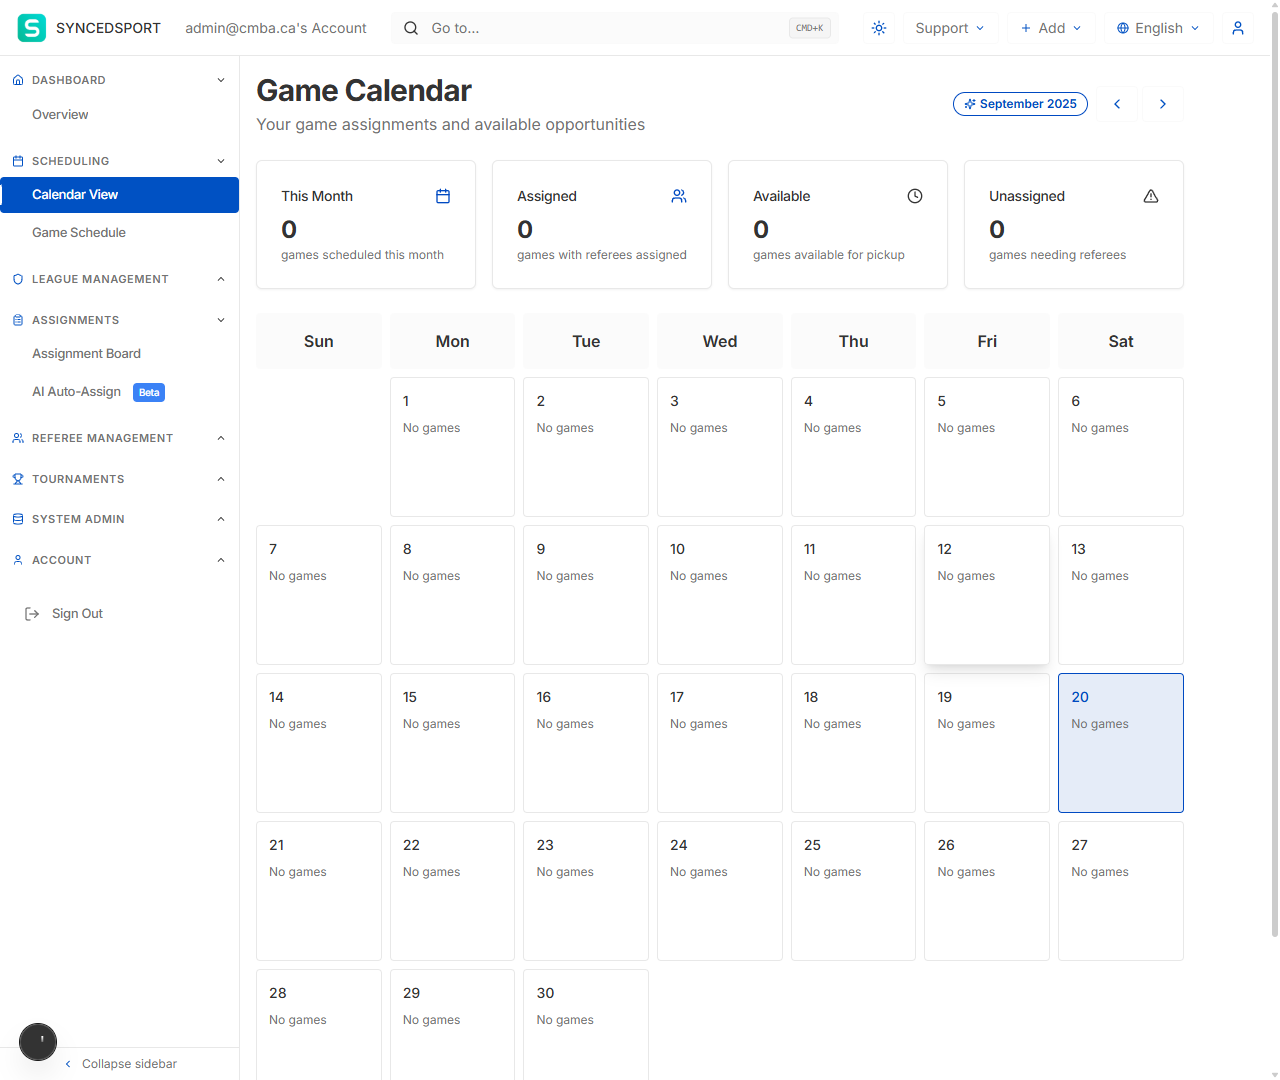 SYNCEDSPORT
admin@cmba.ca's Account
Go to...
CMD+K
Support
Add
English
DASHBOARD
Overview
SCHEDULING
Calendar View
Game Schedule
LEAGUE MANAGEMENT
ASSIGNMENTS
Assignment Board
AI Auto-Assign Beta
REFEREE MANAGEMENT
TOURNAMENTS
SYSTEM ADMIN
ACCOUNT
Sign Out
Collapse sidebar
Game Calendar
Your game assignments and available opportunities
September 2025
This Month
0
games scheduled this month
Assigned
0
games with referees assigned
Available
0
games available for pickup
Unassigned
0
games needing referees
Sun Mon Tue Wed Thu Fri Sat
1 2 3 4 5 6
No games No games No games No games No games No games
7 8 9 10 11 12 13
No games No games No games No games No games No games No games
14 15 16 17 18 19 20
No games No games No games No games No games No games No games
21 22 23 24 25 26 27
No games No games No games No games No games No games No games
28 29 30
No games No games No games